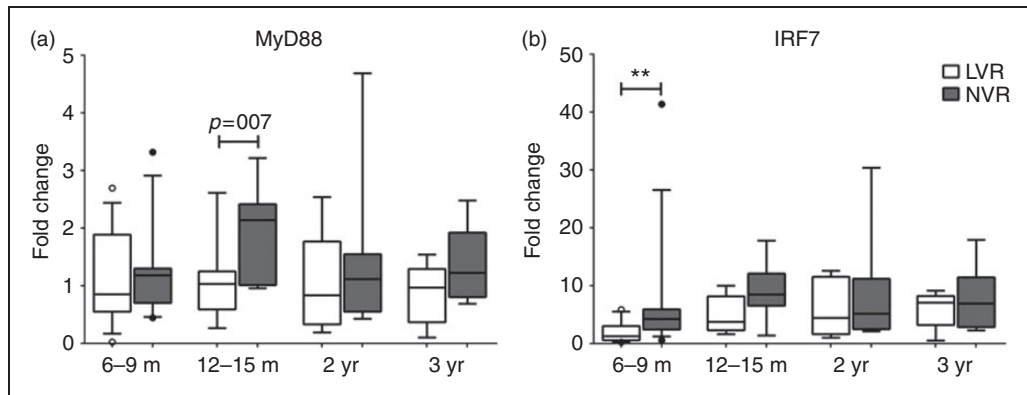 (a) MyD88
Fold change
5
4
3
2
1
0
p=007
6–9 m 12–15 m 2 yr 3 yr
(b) IRF7
Fold change
50
40
30
20
10
0
**
LVR
NVR
6–9 m 12–15 m 2 yr 3 yr